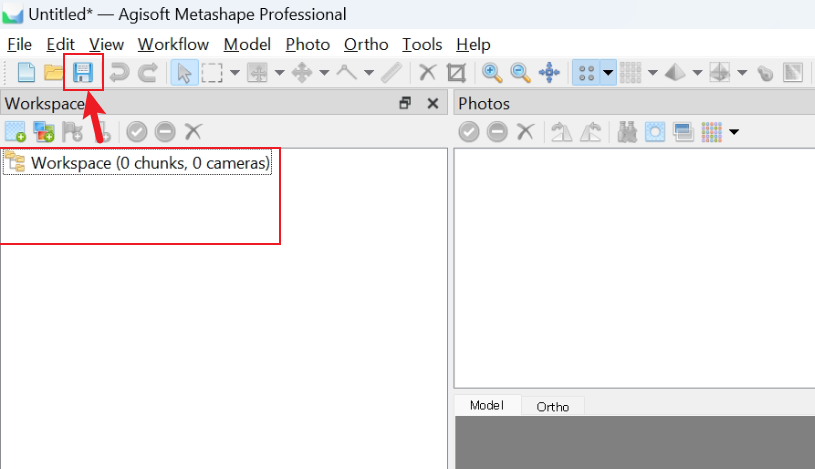 Untitled* — Agisoft Metashape Professional
File Edit View Workflow Model Photo Ortho Tools Help
Workspace
Photos
Workspace (0 chunks, 0 cameras)
Model Ortho